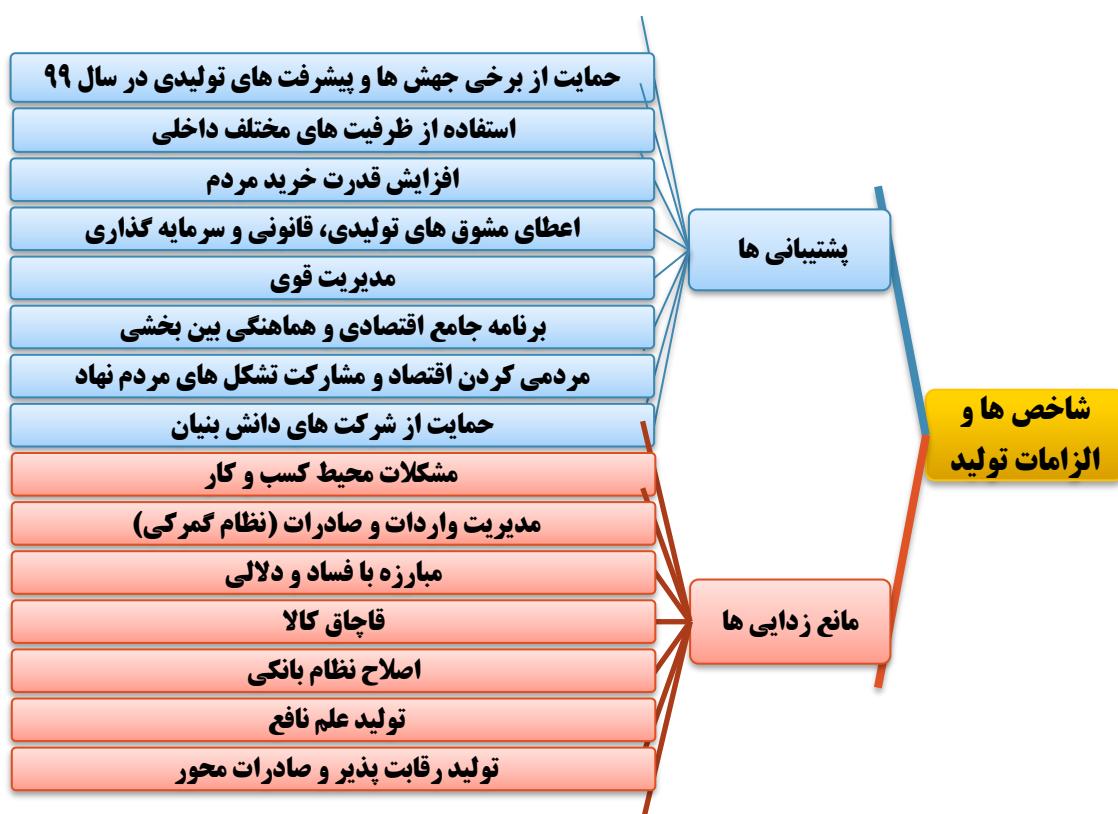 شاخص ها و
الزامات تولید
پشتیبانی ها
حمایت از برخی جهش ها و پیشرفت های تولیدی در سال ۹۹
استفاده از ظرفیت های مختلف داخلی
افزایش قدرت خرید مردم
اعطای مشوق های تولیدی، قانونی و سرمایه گذاری
مدیریت قوی
برنامه جامع اقتصادی و هماهنگی بین بخشی
مردمی کردن اقتصاد و مشارکت تشکل های مردم نهاد
حمایت از شرکت های دانش بنیان
مانع زدایی ها
مشکلات محیط کسب و کار
مدیریت واردات و صادرات (نظام گمرکی)
مبارزه با فساد و دلالی
قاچاق کالا
اصلاح نظام بانکی
تولید علم نافع
تولید رقابت پذیر و صادرات محور